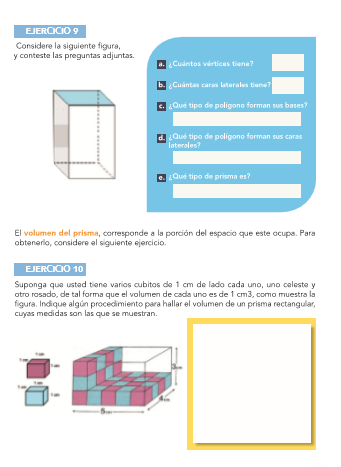 EJERCICIO 9
Considere la siguiente figura,
y conteste las preguntas adjuntas.
a. ¿Cuántos vértices tiene?
b. ¿Cuántas caras laterales tiene?
c. ¿Qué tipo de polígono forman sus bases?
d. ¿Qué tipo de polígono forman sus caras
laterales?
e. ¿Qué tipo de prisma es?
El volumen del prisma, corresponde a la porción del espacio que este ocupa. Para
obtenerlo, considere el siguiente ejercicio.
EJERCICIO 10
Suponga que usted tiene varios cubitos de 1 cm de lado cada uno, uno celeste y
otro rosado, de tal forma que el volumen de cada uno es de 1 cm3, como muestra la
figura. Indique algún procedimiento para hallar el volumen de un prisma rectangular,
cuyas medidas son las que se muestran.
1 cm
1 cm
1 cm
1 cm
1 cm
1 cm
3 cm
4 cm
5 cm